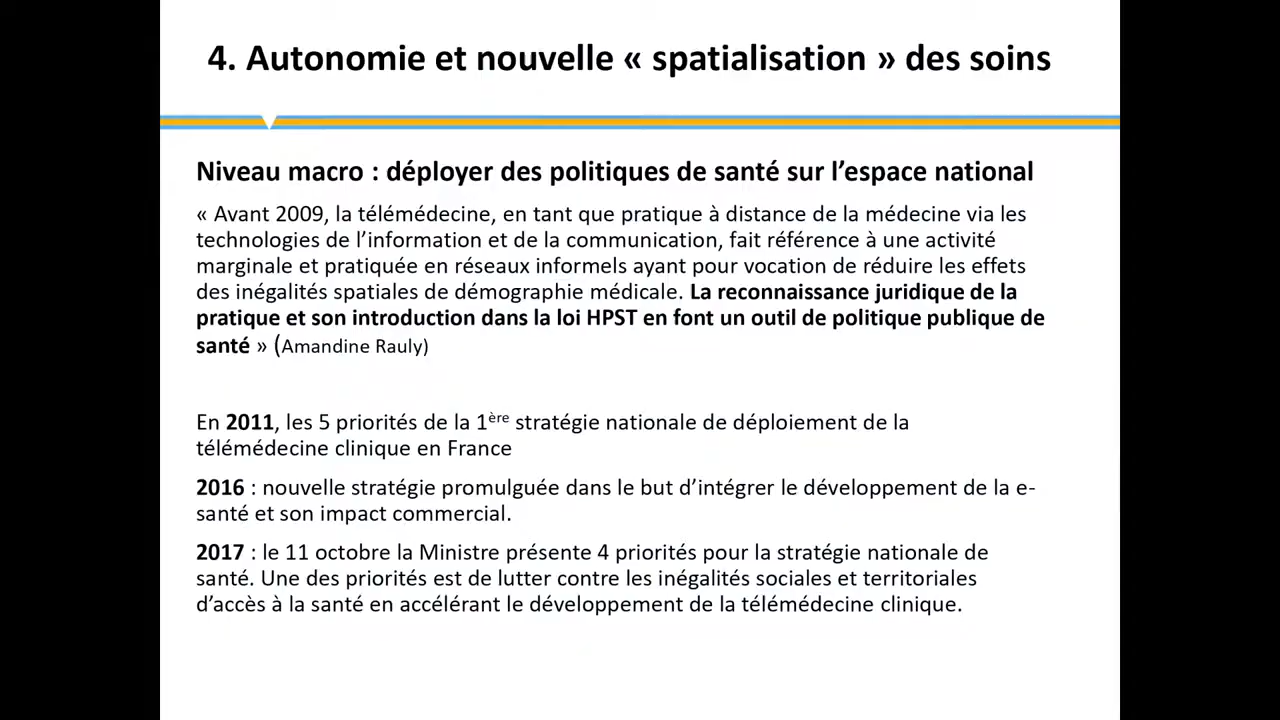 4. Autonomie et nouvelle « spatialisation » des soins
Niveau macro : déployer des politiques de santé sur l’espace national
« Avant 2009, la télémédecine, en tant que pratique à distance de la médecine via les
technologies de l’information et de la communication, fait référence à une activité
marginale et pratiquée en réseaux informels ayant pour vocation de réduire les effets
des inégalités spatiales de démographie médicale. La reconnaissance juridique de la
pratique et son introduction dans la loi HPST en font un outil de politique publique de
santé » (Amandine Rauly)
En 2011, les 5 priorités de la 1ère stratégie nationale de déploiement de la
télémédecine clinique en France
2016 : nouvelle stratégie promulguée dans le but d’intégrer le développement de la e-
santé et son impact commercial.
2017 : le 11 octobre la Ministre présente 4 priorités pour la stratégie nationale de
santé. Une des priorités est de lutter contre les inégalités sociales et territoriales
d’accès à la santé en accélérant le développement de la télémédecine clinique.